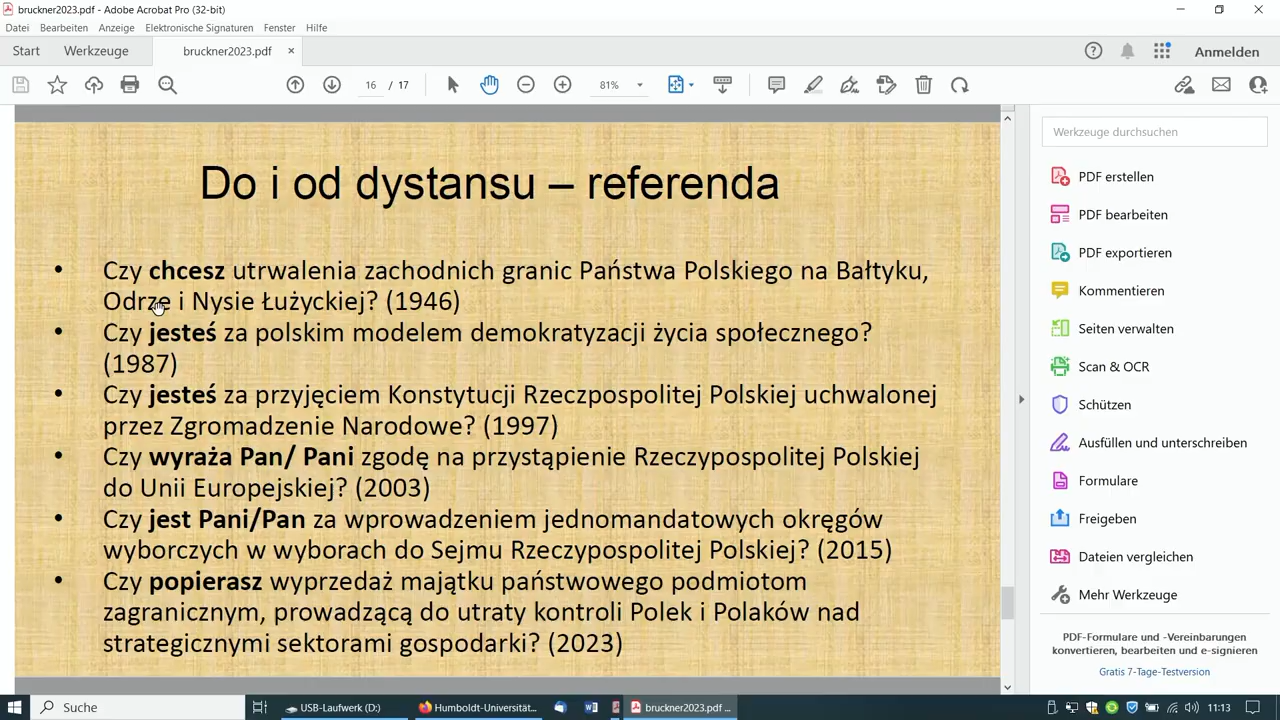 bruckner2023.pdf - Adobe Acrobat Pro (32-bit)
Datei Bearbeiten Anzeige Elektronische Signaturen Fenster Hilfe
Start Werkzeuge bruckner2023.pdf × Anmelden
16 / 17 81%
Do i od dystansu – referenda
• Czy chcesz utrwalenia zachodnich granic Państwa Polskiego na Bałtyku,
Odrze i Nysie Łużyckiej? (1946)
• Czy jesteś za polskim modelem demokratyzacji życia społecznego?
(1987)
• Czy jesteś za przyjęciem Konstytucji Rzeczpospolitej Polskiej uchwalonej
przez Zgromadzenie Narodowe? (1997)
• Czy wyraża Pan/ Pani zgodę na przystąpienie Rzeczypospolitej Polskiej
do Unii Europejskiej? (2003)
• Czy jest Pani/Pan za wprowadzeniem jednomandatowych okręgów
wyborczych w wyborach do Sejmu Rzeczypospolitej Polskiej? (2015)
• Czy popierasz wyprzedaż majątku państwowego podmiotom
zagranicznym, prowadzącą do utraty kontroli Polek i Polaków nad
strategicznymi sektorami gospodarki? (2023)
Werkzeuge durchsuchen
PDF erstellen
PDF bearbeiten
PDF exportieren
Kommentieren
Seiten verwalten
Scan & OCR
Schützen
Ausfüllen und unterschreiben
Formulare
Freigeben
Dateien vergleichen
Mehr Werkzeuge
PDF-Formulare und -Vereinbarungen
konvertieren, bearbeiten und e-signieren
Gratis 7-Tage-Testversion
Suche USB-Laufwerk (D:) Humboldt-Universität... bruckner2023.pdf ... 11:13